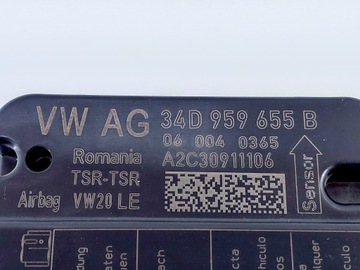 VW AG 34D 959 655 B
06 004 0365
Romania A2C30911106
TSR-TSR
Airbag VW20 LE
Sensor